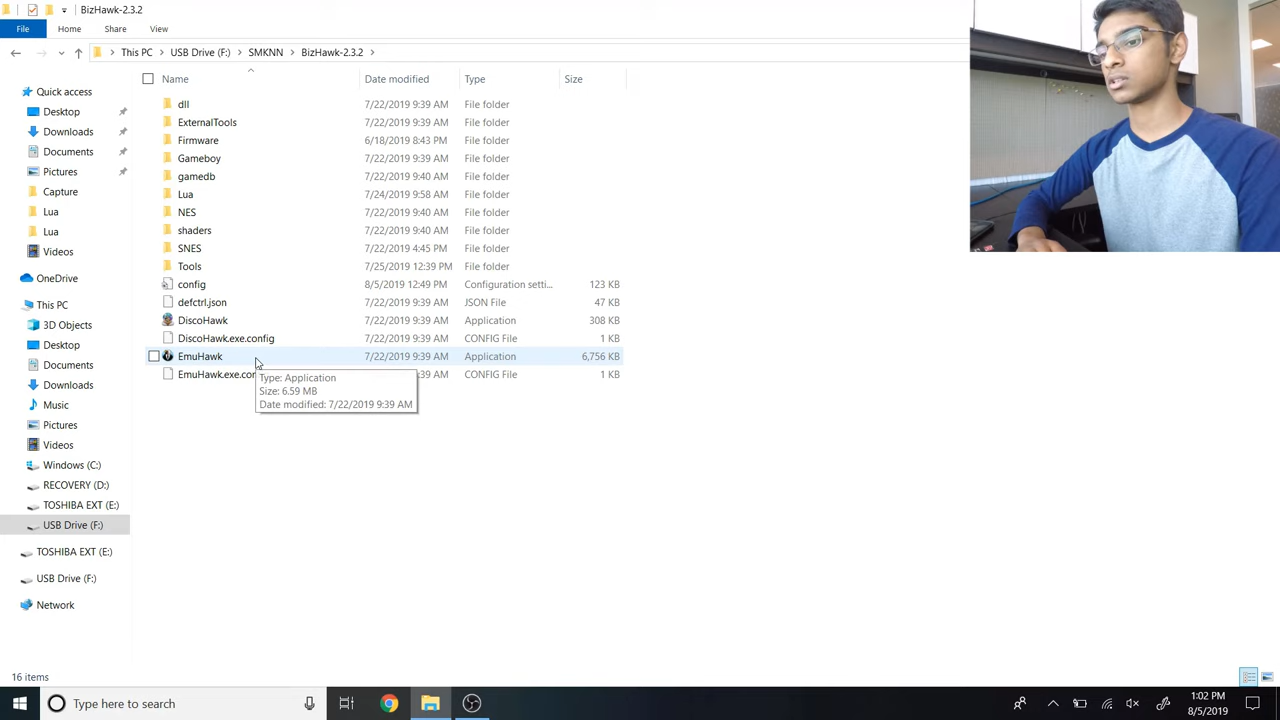 BizHawk-2.3.2
File Home Share View
This PC USB Drive (F:) SMKNN BizHawk-2.3.2
Name Date modified Type Size
Quick access
Desktop
Downloads
Documents
Pictures
Capture
Lua
Lua
Videos
OneDrive
This PC
3D Objects
Desktop
Documents
Downloads
Music
Pictures
Videos
Windows (C:)
RECOVERY (D:)
TOSHIBA EXT (E:)
USB Drive (F:)
TOSHIBA EXT (E:)
USB Drive (F:)
Network
dll 7/22/2019 9:39 AM File folder
ExternalTools 7/22/2019 9:39 AM File folder
Firmware 6/18/2019 8:43 PM File folder
Gameboy 7/22/2019 9:39 AM File folder
gamedb 7/22/2019 9:40 AM File folder
Lua 7/24/2019 9:58 AM File folder
NES 7/22/2019 9:40 AM File folder
shaders 7/22/2019 9:40 AM File folder
SNES 7/22/2019 4:45 PM File folder
Tools 7/25/2019 12:39 PM File folder
config 8/5/2019 12:49 PM Configuration setti... 123 KB
defctrl.json 7/22/2019 9:39 AM JSON File 47 KB
DiscoHawk 7/22/2019 9:39 AM Application 308 KB
DiscoHawk.exe.config 7/22/2019 9:39 AM CONFIG File 1 KB
EmuHawk 7/22/2019 9:39 AM Application 6,756 KB
EmuHawk.exe.con :39 AM CONFIG File 1 KB
Type: Application
Size: 6.59 MB
Date modified: 7/22/2019 9:39 AM
16 items
Type here to search
1:02 PM
8/5/2019